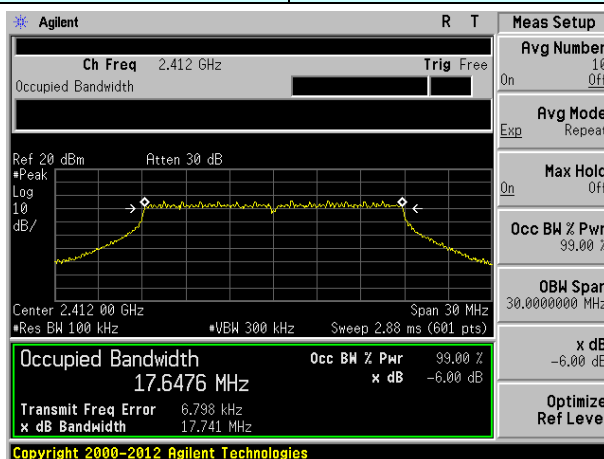 Agilent R T Meas Setup
Ch Freq 2.412 GHz Trig Free
Occupied Bandwidth
Avg Number
10
On Off
Avg Mode
Exp Repeat
Ref 20 dBm Atten 30 dB
#Peak
Log
10
dB/
Max Hold
On Off
Occ BW % Pwr
99.00 %
OBW Span
30.0000000 MHz
x dB
-6.00 dB
Optimize
Ref Level
Center 2.412 00 GHz Span 30 MHz
#Res BW 100 kHz #VBW 300 kHz Sweep 2.88 ms (601 pts)
Occupied Bandwidth Occ BW % Pwr 99.00 %
17.6476 MHz x dB -6.00 dB
Transmit Freq Error 6.798 kHz
x dB Bandwidth 17.741 MHz
Copyright 2000-2012 Agilent Technologies